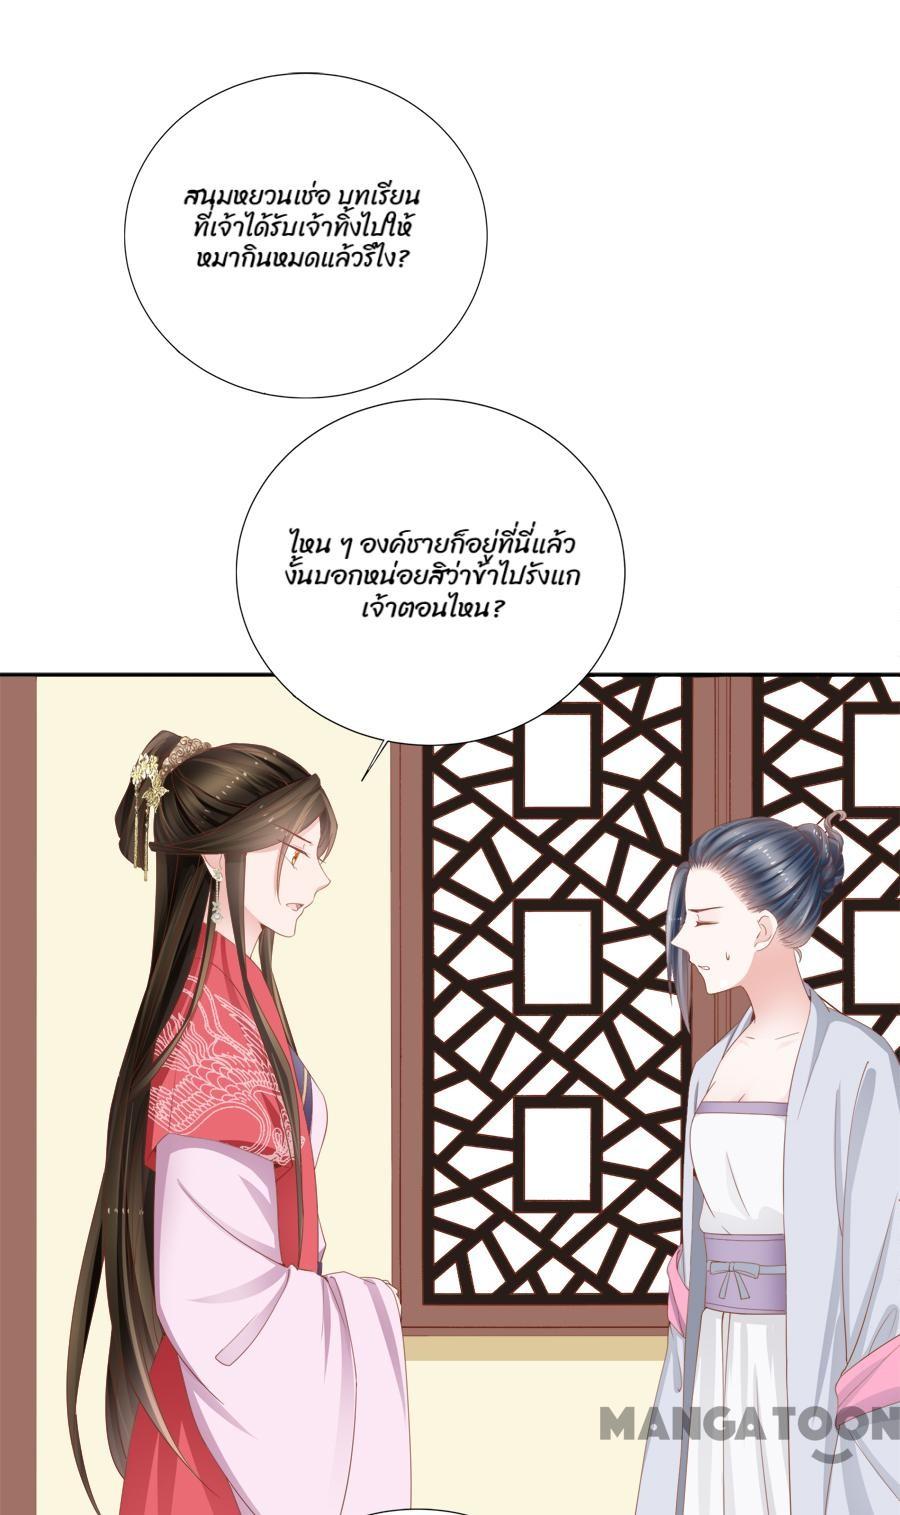 สนมหยวนเช่อ บทเรียน
ที่เจ้าได้รับเจ้าทิ้งไปให้
หมากินหมดแล้วรึไง?
ไหน ๆ องค์ชายก็อยู่ที่นี่แล้ว
งั้นบอกหน่อยสิว่าข้าไปรังแก
เจ้าตอนไหน?
MANGATOON